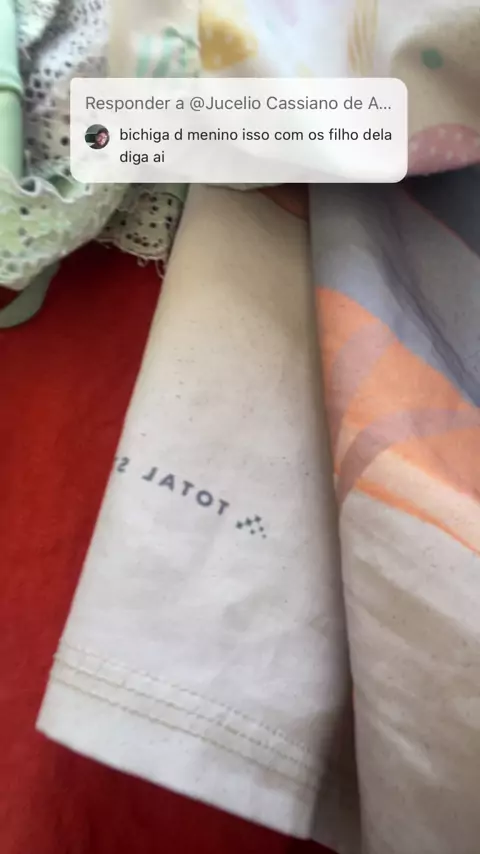 Responder a @Jucelio Cassiano de A...
bichiga d menino isso com os filho dela
diga ai
TOTAL